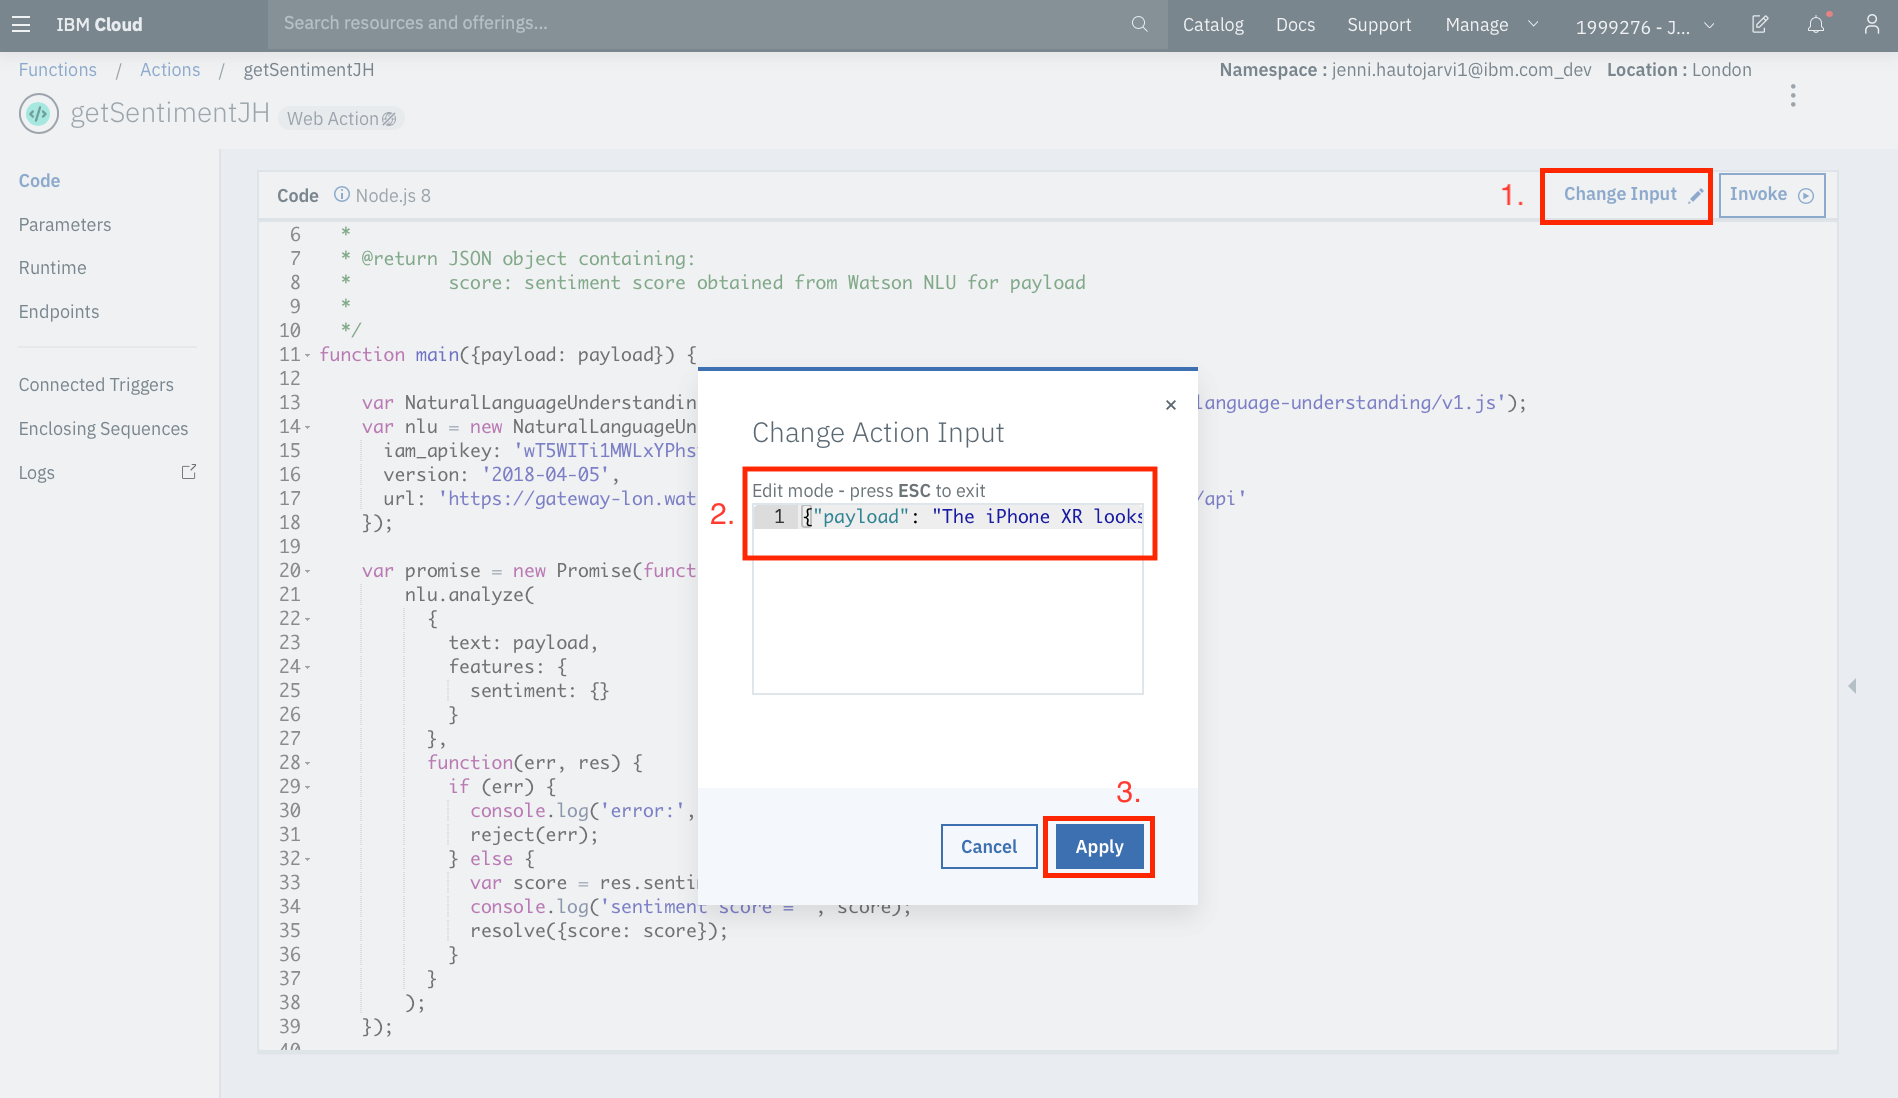 IBM Cloud
Search resources and offerings...
Catalog
Docs
Support
Manage
1999276 - J...
Functions / Actions / getSentimentJH
Namespace : jenni.hautojarvi1@ibm.com_dev Location : London
getSentimentJH
Web Action
Code
Parameters
Runtime
Endpoints
Connected Triggers
Enclosing Sequences
Logs
Code Node.js 8
1.
Change Input
Invoke
6 *
7 * @return JSON object containing:
8 * score: sentiment score obtained from Watson NLU for payload
9 *
10 */
11 function main({payload: payload}) {
12
13 var NaturalLanguageUnderstandin language-understanding/v1.js');
14 var nlu = new NaturalLanguageUn
15 iam_apikey: 'wT5WITi1MWLxYPhs
16 version: '2018-04-05',
17 url: 'https://gateway-lon.wat /api'
18 });
19
20 var promise = new Promise(funct
21 nlu.analyze(
22 {
23 text: payload,
24 features: {
25 sentiment: {}
26 }
27 },
28 function(err, res) {
29 if (err) {
30 console.log('error:',
31 reject(err);
32 } else {
33 var score = res.senti
34 console.log('sentiment score = ', score);
35 resolve({score: score});
36 }
37 }
38 );
39 });
40
Change Action Input
2.
Edit mode - press ESC to exit
1 {"payload": "The iPhone XR looks
3.
Cancel
Apply